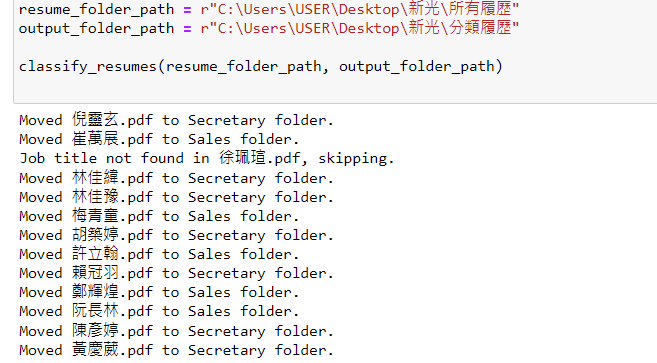 resume_folder_path = r"C:\Users\USER\Desktop\新光\所有履歷"
output_folder_path = r"C:\Users\USER\Desktop\新光\分類履歷"
classify_resumes(resume_folder_path, output_folder_path)
Moved 倪靈玄.pdf to Secretary folder.
Moved 崔萬展.pdf to Sales folder.
Job title not found in 徐珮瑄.pdf, skipping.
Moved 林佳緯.pdf to Secretary folder.
Moved 林佳豫.pdf to Secretary folder.
Moved 梅青童.pdf to Sales folder.
Moved 胡築婷.pdf to Secretary folder.
Moved 許立翰.pdf to Sales folder.
Moved 賴冠羽.pdf to Secretary folder.
Moved 鄭輝煌.pdf to Sales folder.
Moved 阮長林.pdf to Sales folder.
Moved 陳彥婷.pdf to Secretary folder.
Moved 黃慶葳.pdf to Secretary folder.